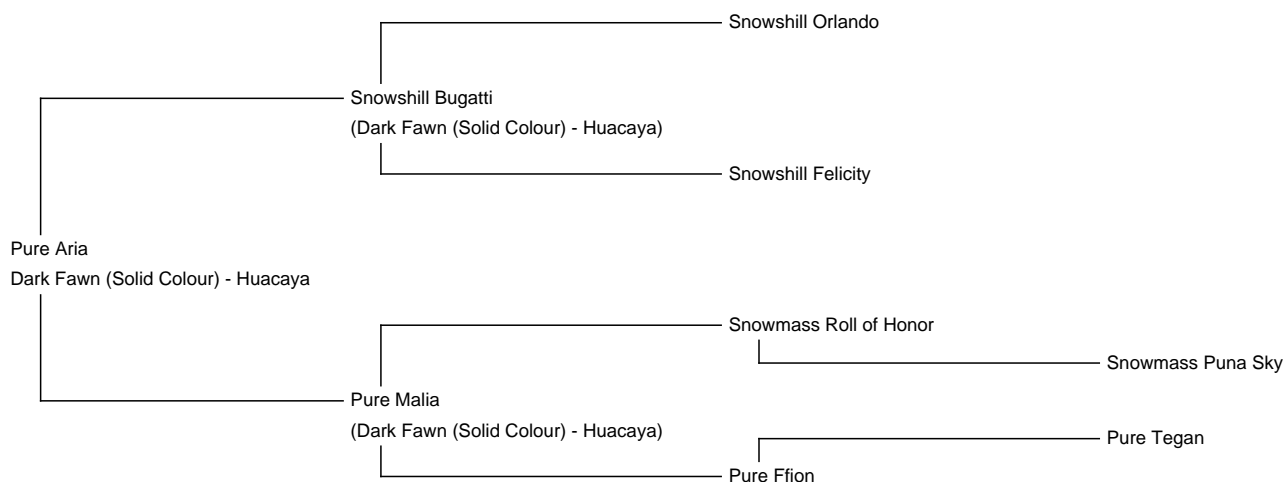 Snowshill Orlando
Snowshill Bugatti
(Dark Fawn (Solid Colour) - Huacaya)
Snowshill Felicity
Pure Aria
Dark Fawn (Solid Colour) - Huacaya
Snowmass Roll of Honor
Snowmass Puna Sky
Pure Malia
(Dark Fawn (Solid Colour) - Huacaya)
Pure Tegan
Pure Ffion